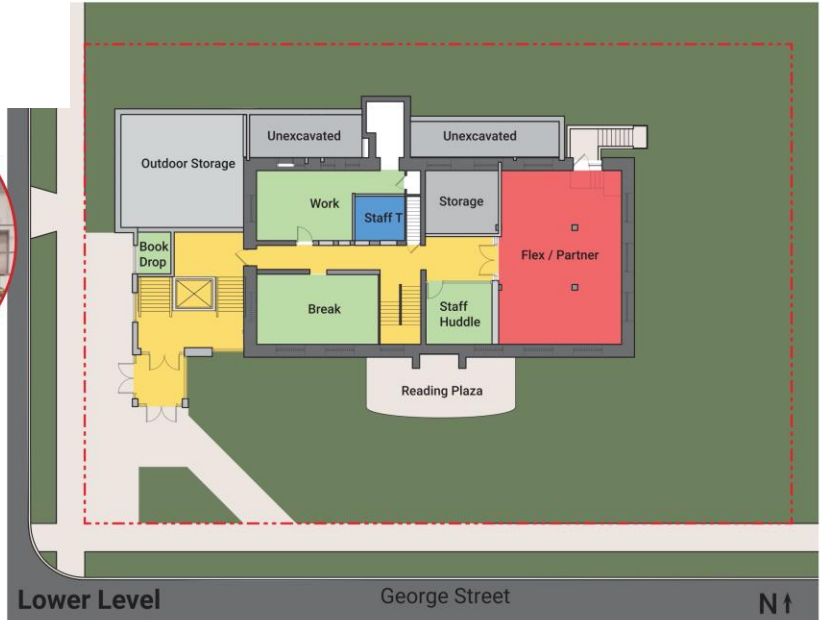 Unexcavated
Unexcavated
Outdoor Storage
Work
Storage
Staff T
Book
Drop
Flex / Partner
Break
Staff
Huddle
Reading Plaza
Lower Level
George Street
N